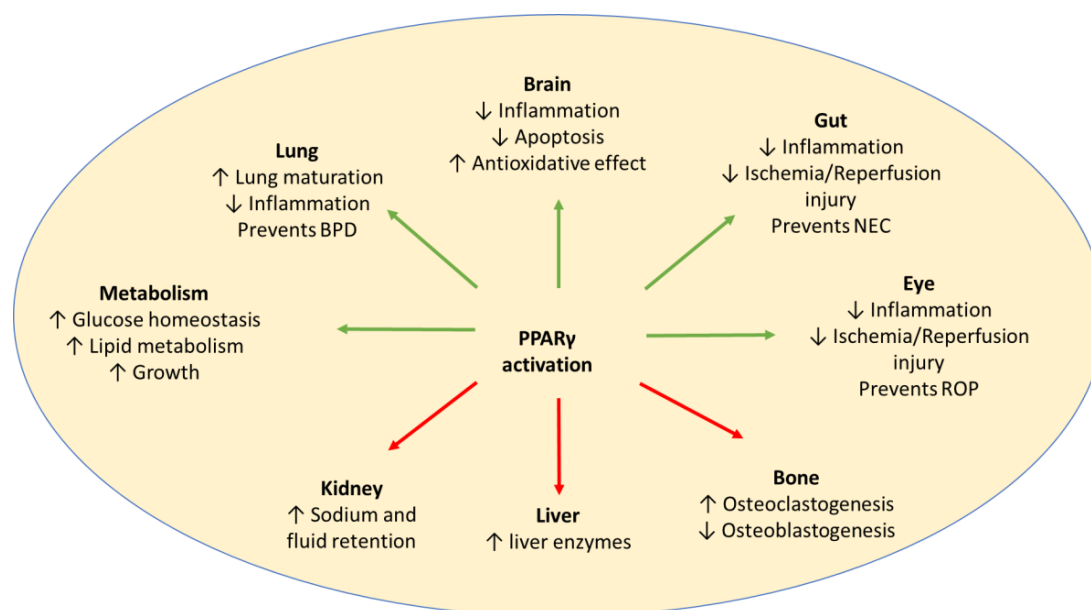 Brain
↓ Inflammation
↓ Apoptosis
↑ Antioxidative effect
Gut
↓ Inflammation
↓ Ischemia/Reperfusion
injury
Prevents NEC
Lung
↑ Lung maturation
↓ Inflammation
Prevents BPD
Eye
↓ Inflammation
↓ Ischemia/Reperfusion
injury
Prevents ROP
Metabolism
↑ Glucose homeostasis
↑ Lipid metabolism
↑ Growth
PPARγ
activation
Kidney
↑ Sodium and
fluid retention
Liver
↑ liver enzymes
Bone
↑ Osteoclastogenesis
↓ Osteoblastogenesis